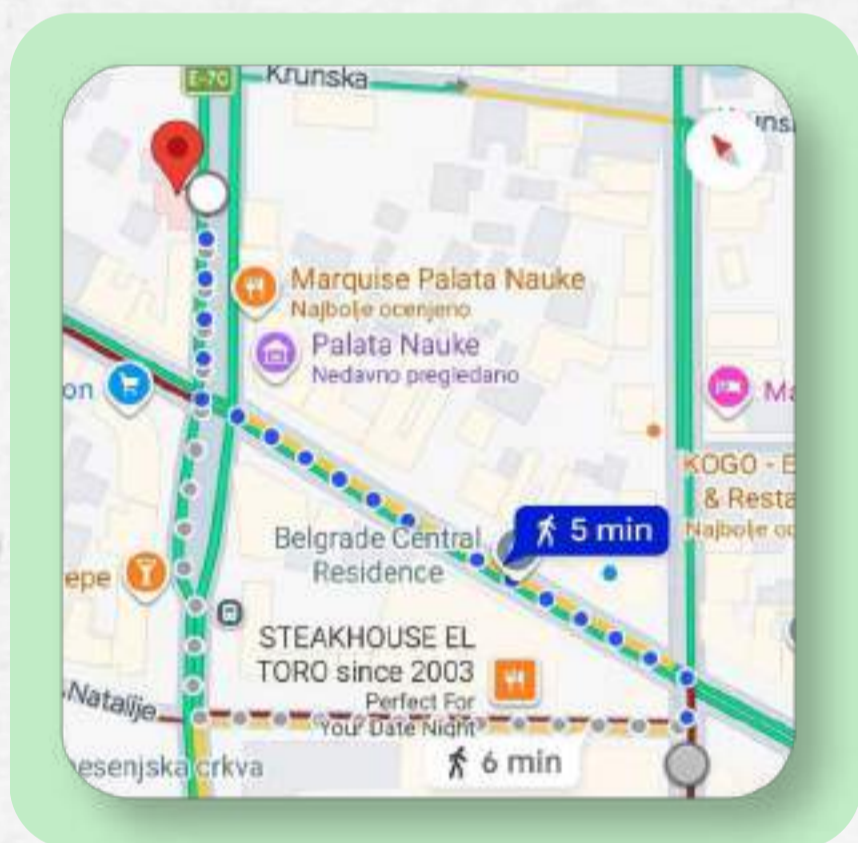 E-70
Krunska
Marquise Palata Nauke
Najbolje ocenjeno
Palata Nauke
Nedavno pregledano
on
Ma
KOGO - E
& Resta
Najbolje oc
5 min
Belgrade Central
Residence
epe
STEAKHOUSE EL
TORO since 2003
Perfect For
Your Date Night
Natalije
6 min
esenjska crkva